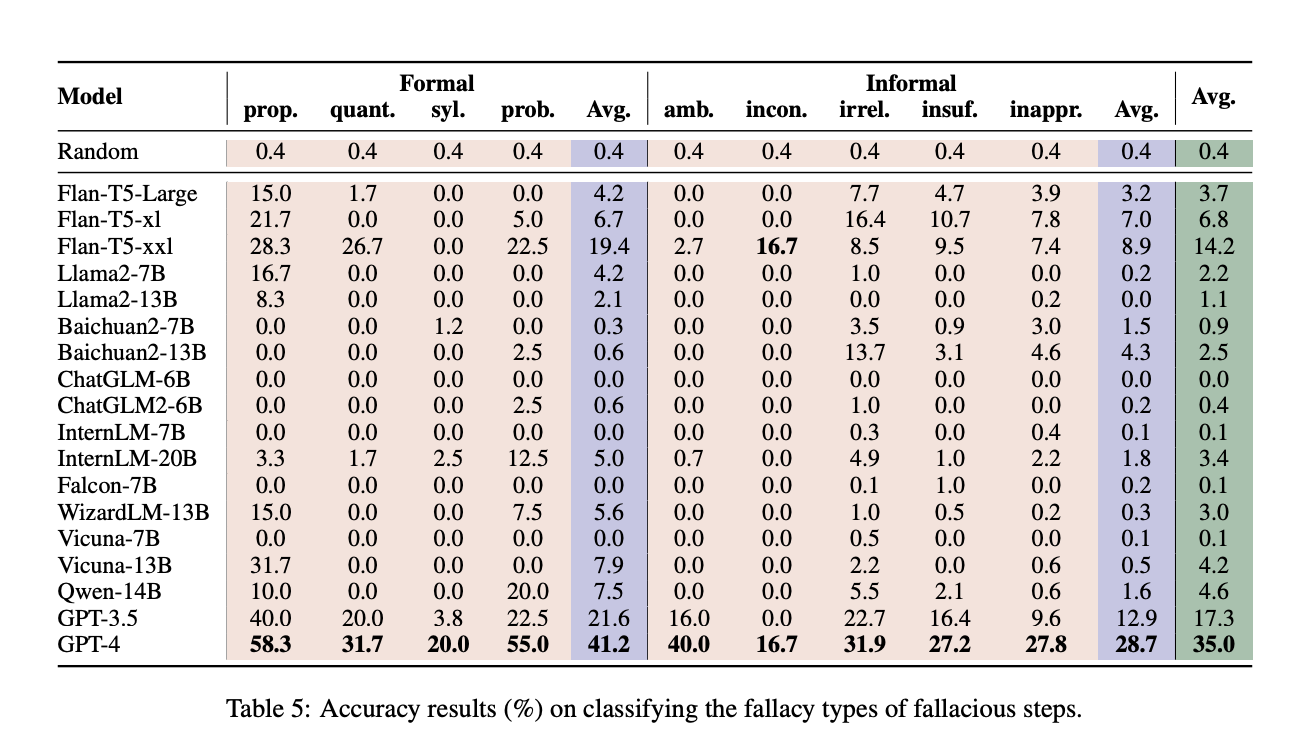 Model Formal Informal Avg.
prop. quant. syl. prob. Avg. amb. incon. irrel. insuf. inappr. Avg.
Random 0.4 0.4 0.4 0.4 0.4 0.4 0.4 0.4 0.4 0.4 0.4 0.4
Flan-T5-Large 15.0 1.7 0.0 0.0 4.2 0.0 0.0 7.7 4.7 3.9 3.2 3.7
Flan-T5-xl 21.7 0.0 0.0 5.0 6.7 0.0 0.0 16.4 10.7 7.8 7.0 6.8
Flan-T5-xxl 28.3 26.7 0.0 22.5 19.4 2.7 16.7 8.5 9.5 7.4 8.9 14.2
Llama2-7B 16.7 0.0 0.0 0.0 4.2 0.0 0.0 1.0 0.0 0.0 0.2 2.2
Llama2-13B 8.3 0.0 0.0 0.0 2.1 0.0 0.0 0.0 0.0 0.2 0.0 1.1
Baichuan2-7B 0.0 0.0 1.2 0.0 0.3 0.0 0.0 3.5 0.9 3.0 1.5 0.9
Baichuan2-13B 0.0 0.0 0.0 2.5 0.6 0.0 0.0 13.7 3.1 4.6 4.3 2.5
ChatGLM-6B 0.0 0.0 0.0 0.0 0.0 0.0 0.0 0.0 0.0 0.0 0.0 0.0
ChatGLM2-6B 0.0 0.0 0.0 2.5 0.6 0.0 0.0 1.0 0.0 0.0 0.2 0.4
InternLM-7B 0.0 0.0 0.0 0.0 0.0 0.0 0.0 0.3 0.0 0.4 0.1 0.1
InternLM-20B 3.3 1.7 2.5 12.5 5.0 0.7 0.0 4.9 1.0 2.2 1.8 3.4
Falcon-7B 0.0 0.0 0.0 0.0 0.0 0.0 0.0 0.1 1.0 0.0 0.2 0.1
WizardLM-13B 15.0 0.0 0.0 7.5 5.6 0.0 0.0 1.0 0.5 0.2 0.3 3.0
Vicuna-7B 0.0 0.0 0.0 0.0 0.0 0.0 0.0 0.5 0.0 0.0 0.1 0.1
Vicuna-13B 31.7 0.0 0.0 0.0 7.9 0.0 0.0 2.2 0.0 0.6 0.5 4.2
Qwen-14B 10.0 0.0 0.0 20.0 7.5 0.0 0.0 5.5 2.1 0.6 1.6 4.6
GPT-3.5 40.0 20.0 3.8 22.5 21.6 16.0 0.0 22.7 16.4 9.6 12.9 17.3
GPT-4 58.3 31.7 20.0 55.0 41.2 40.0 16.7 31.9 27.2 27.8 28.7 35.0
Table 5: Accuracy results (%) on classifying the fallacy types of fallacious steps.